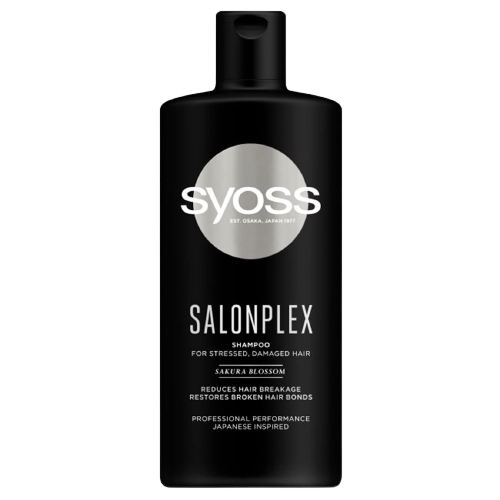 syoss
EST. OSAKA, JAPAN 1977
SALONPLEX
SHAMPOO
FOR STRESSED, DAMAGED HAIR
SAKURA BLOSSOM
REDUCES HAIR BREAKAGE
RESTORES BROKEN HAIR BONDS
PROFESSIONAL PERFORMANCE
JAPANESE INSPIRED